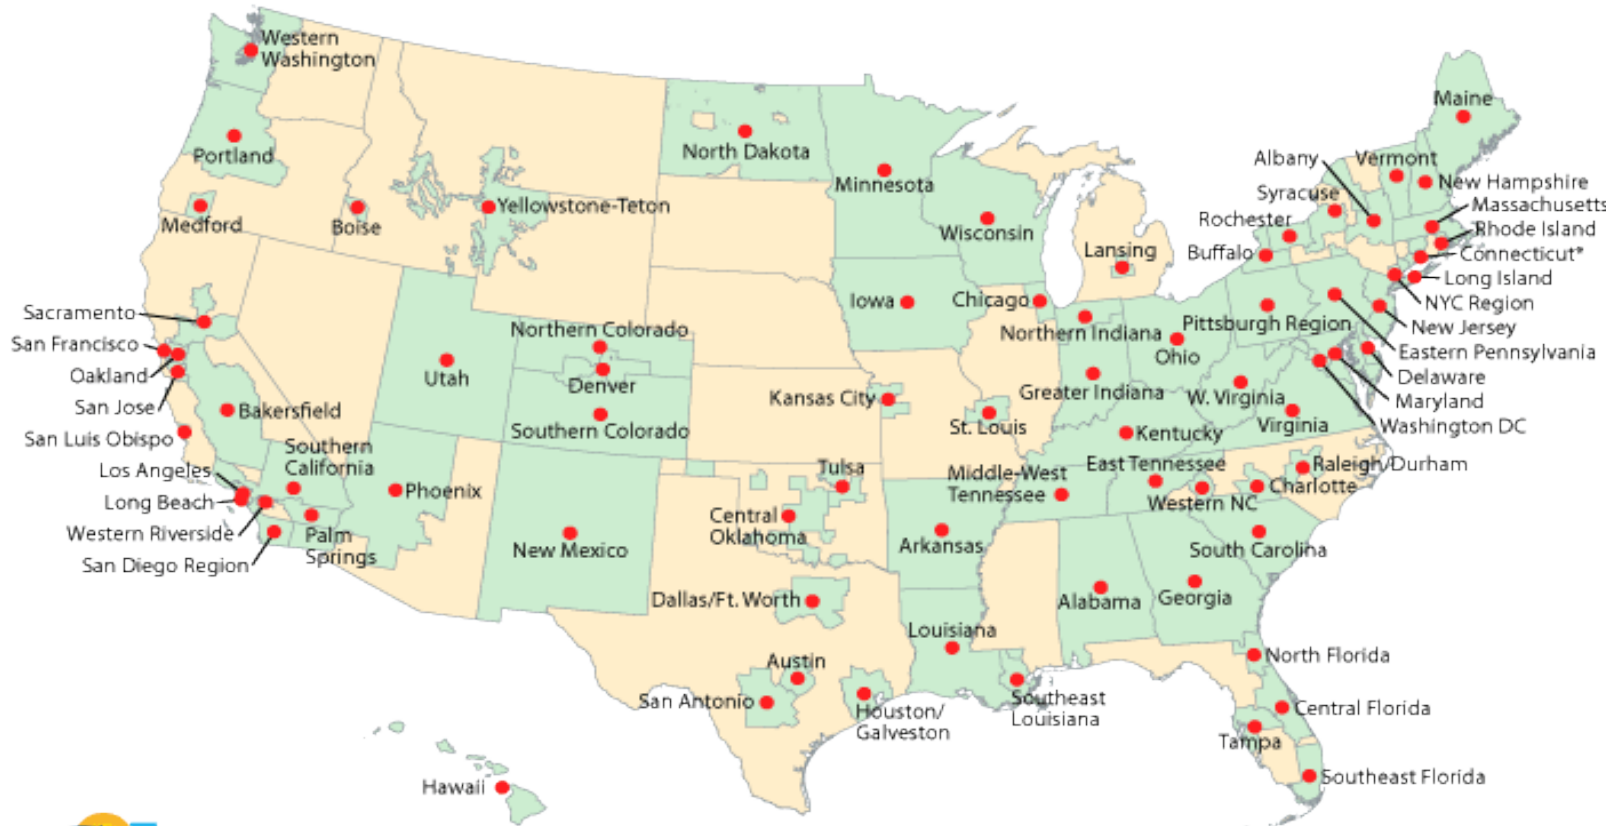 Western
Washington
Portland
Medford
Boise
Yellowstone-Teton
North Dakota
Minnesota
Wisconsin
Lansing
Iowa
Chicago
Northern Indiana
Greater Indiana
Ohio
Pittsburgh Region
Maine
Albany
Vermont
Syracuse
New Hampshire
Massachusetts
Rochester
Rhode Island
Buffalo
Connecticut*
Long Island
NYC Region
New Jersey
Eastern Pennsylvania
Delaware
Maryland
Washington DC
W. Virginia
Virginia
Sacramento
San Francisco
Oakland
San Jose
San Luis Obispo
Bakersfield
Southern
California
Los Angeles
Long Beach
Western Riverside
San Diego Region
Palm
Springs
Phoenix
Utah
Northern Colorado
Denver
Southern Colorado
New Mexico
Kansas City
St. Louis
Kentucky
Tulsa
Central
Oklahoma
Middle-West
Tennessee
East Tennessee
Western NC
Raleigh/Durham
Charlotte
Arkansas
South Carolina
Alabama
Georgia
Dallas/Ft. Worth
Austin
San Antonio
Houston/
Galveston
Louisiana
Southeast
Louisiana
North Florida
Central Florida
Tampa
Southeast Florida
Hawaii